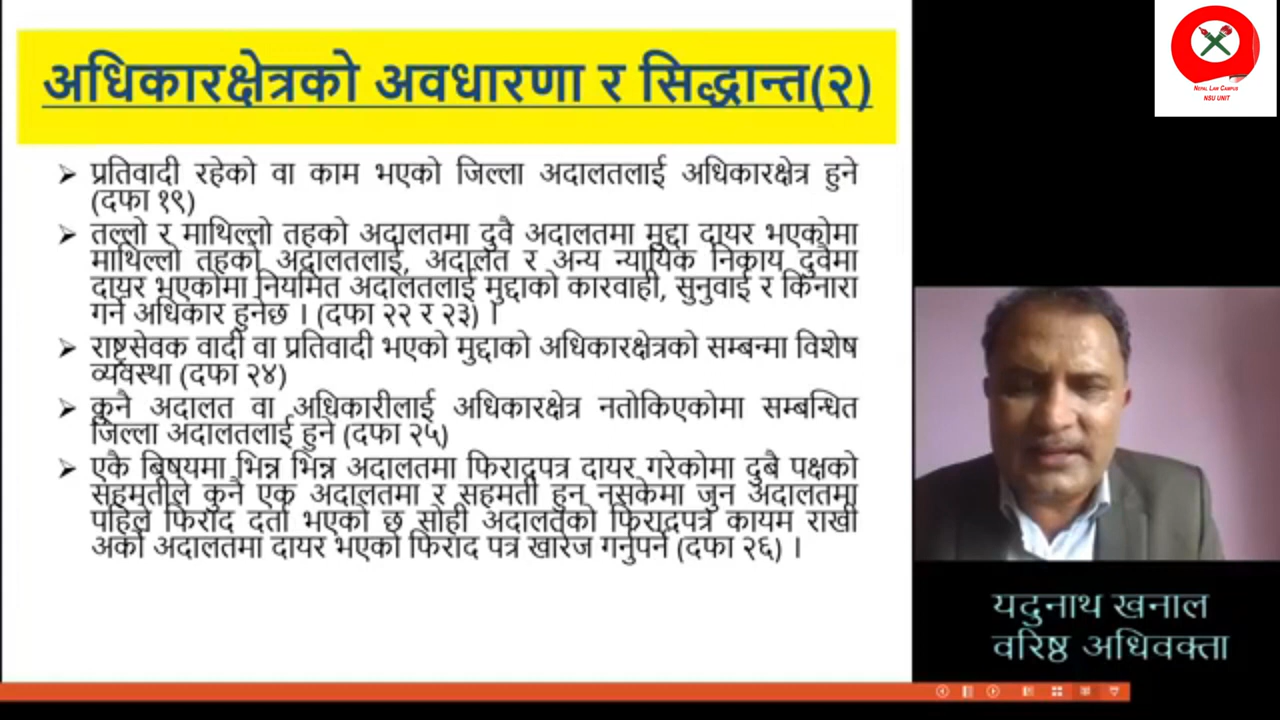 अधिकारक्षेत्रको अवधारणा र सिद्धान्त(२)
➢ प्रतिवादी रहेको वा काम भएको जिल्ला अदालतलाई अधिकारक्षेत्र हुने
(दफा १९)
➢ तल्लो र माथिल्लो तहको अदालतमा दुवै अदालतमा मुद्दा दायर भएकोमा
माथिल्लो तहको अदालतलाई, अदालत र अन्य न्यायिक निकाय दुवैमा
दायर भएकोमा नियमित अदालतलाई मुद्दाको कारवाही, सुनुवाई र किनारा
गर्ने अधिकार हुनेछ । (दफा २२ र २३) ।
➢ राष्ट्रसेवक वादी वा प्रतिवादी भएको मुद्दाको अधिकारक्षेत्रको सम्बन्मा विशेष
व्यवस्था (दफा २४)
➢ कुनै अदालत वा अधिकारीलाई अधिकारक्षेत्र नतोकिएकोमा सम्बन्धित
जिल्ला अदालतलाई हुने (दफा २५)
➢ एकै बिषयमा भिन्न भिन्न अदालतमा फिरादपत्र दायर गरेकोमा दुबै पक्षको
सहमतीले कुनै एक अदालतमा र सहमती हुन नसकेमा जुन अदालतमा
पहिले फिराद दर्ता भएको छ सोही अदालतको फिरादपत्र कायम राखी
अर्को अदालतमा दायर भएको फिराद पत्र खारेज गर्नुपर्ने (दफा २६) ।
NEPAL LAW CAMPUS
NSU UNIT
यदुनाथ खनाल
वरिष्ठ अधिवक्ता